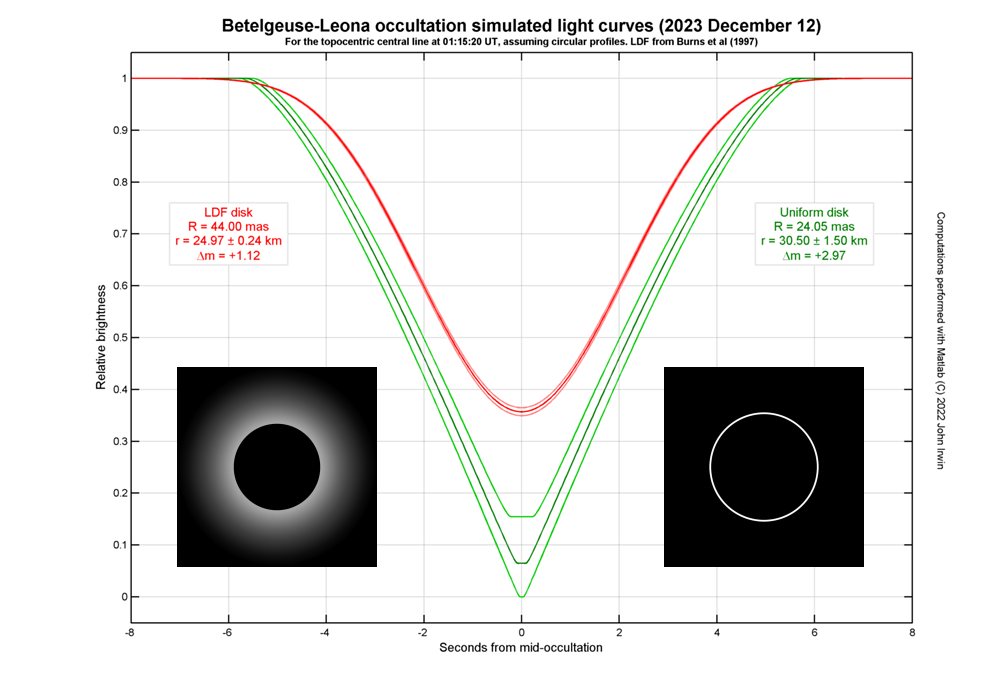 Betelgeuse-Leona occultation simulated light curves (2023 December 12)
For the topocentric central line at 01:15:20 UT, assuming circular profiles. LDF from Burns et al (1997)
1
0.9
0.8
0.7
0.6
0.5
0.4
0.3
0.2
0.1
0
Relative brightness
LDF disk
R = 44.00 mas
r = 24.97 ± 0.24 km
Δm = +1.12
Uniform disk
R = 24.05 mas
r = 30.50 ± 1.50 km
Δm = +2.97
Computations performed with Matlab (C) 2022 John Irwin
-8 -6 -4 -2 0 2 4 6 8
Seconds from mid-occultation